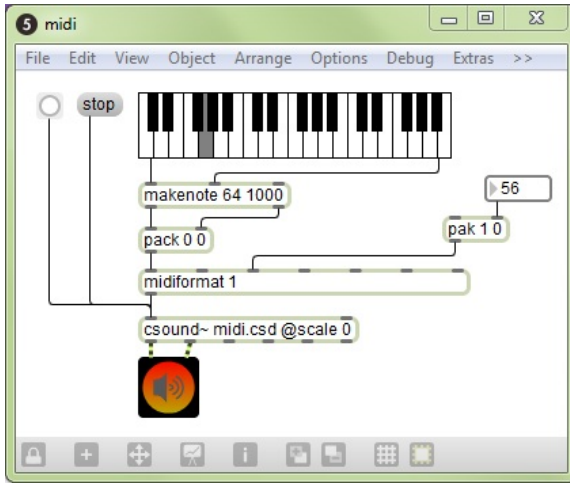 5 midi
File Edit View Object Arrange Options Debug Extras >>
stop
makenote 64 1000
56
pack 0 0
pak 1 0
midiformat 1
csound~ midi.csd @scale 0
i